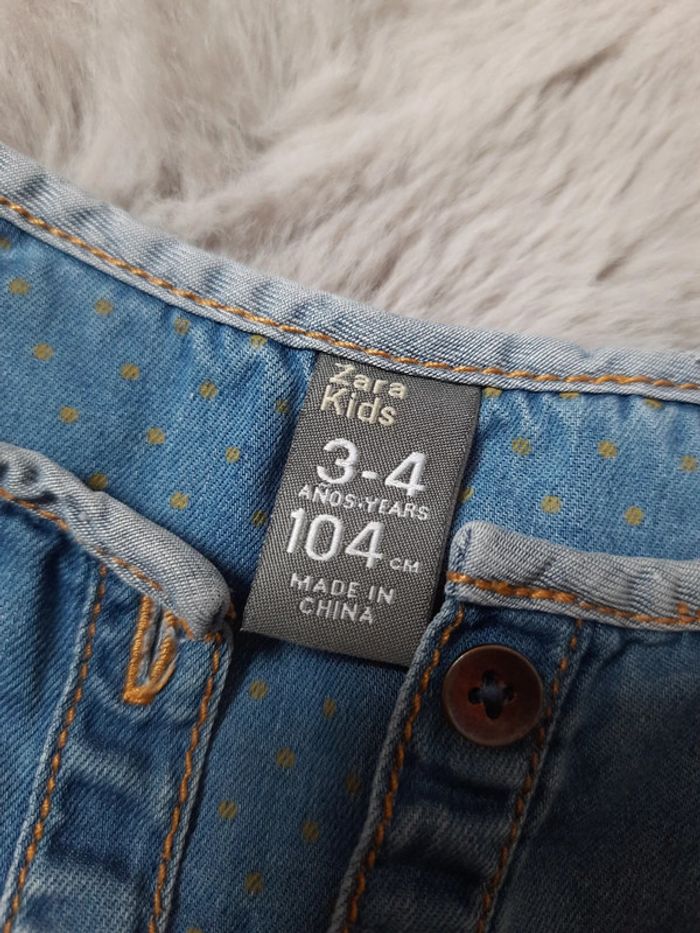 Zara
Kids
3-4
AÑOS-YEARS
104 CM
MADE IN
CHINA